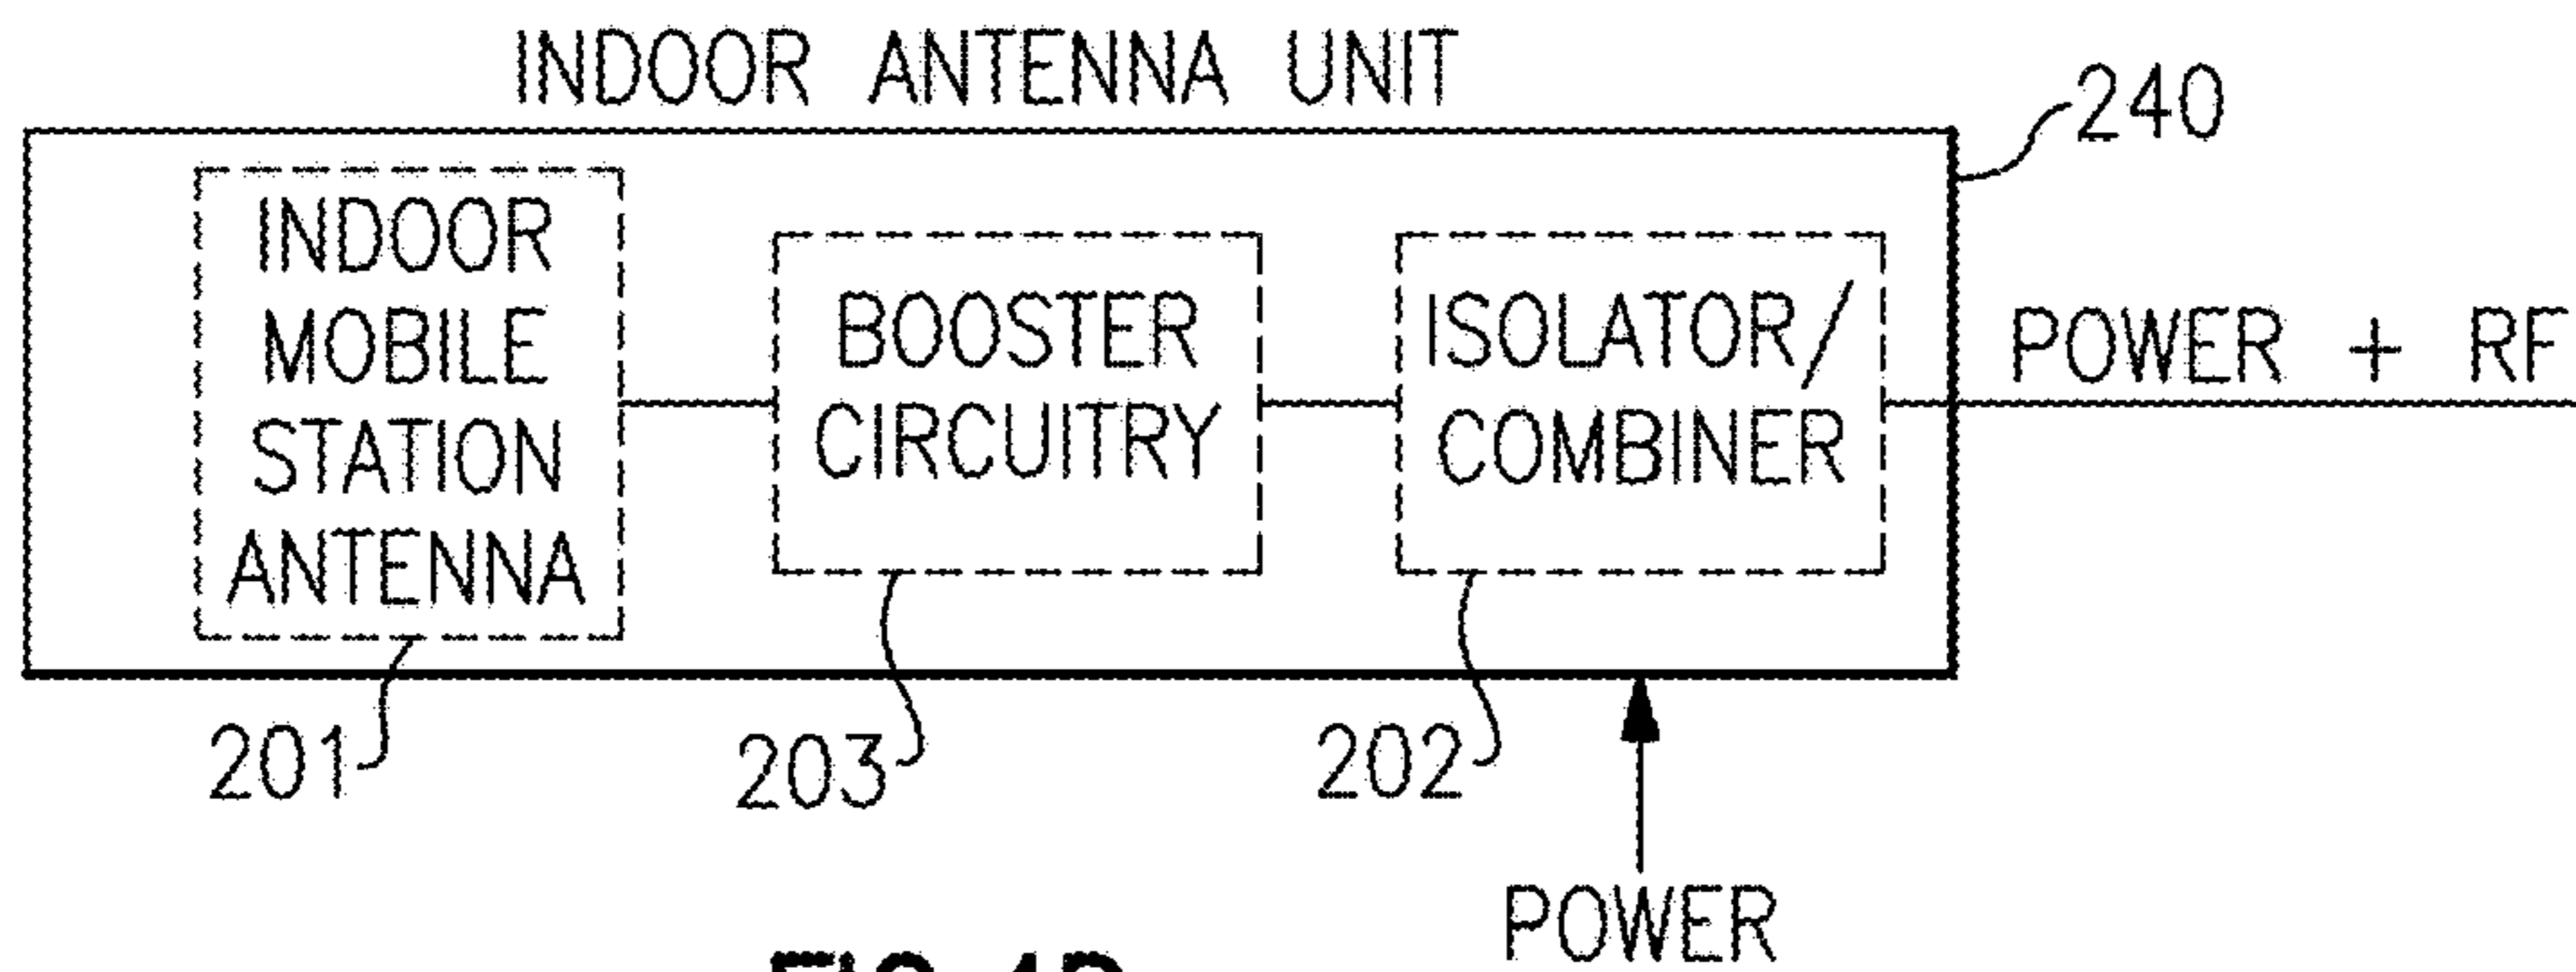 INDOOR ANTENNA UNIT
240
INDOOR
MOBILE
STATION
ANTENNA
BOOSTER
CIRCUITRY
ISOLATOR/
COMBINER
POWER + RF
201
203
202
POWER